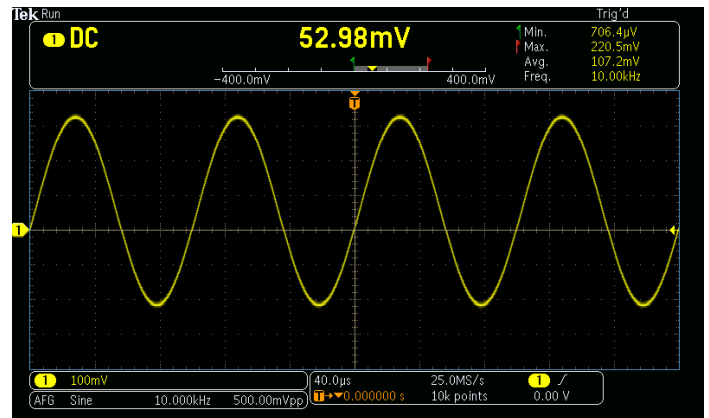 Tek Run Trig'd
1 DC 52.98mV
Min. 706.4µV
Max. 220.5mV
Avg. 107.2mV
Freq. 10.00kHz
-400.0mV 400.0mV
T
1
1 100mV
40.0µs 25.0MS/s 1
T→▼0.000000 s 10k points 0.00 V
AFG Sine 10.000kHz 500.00mVpp